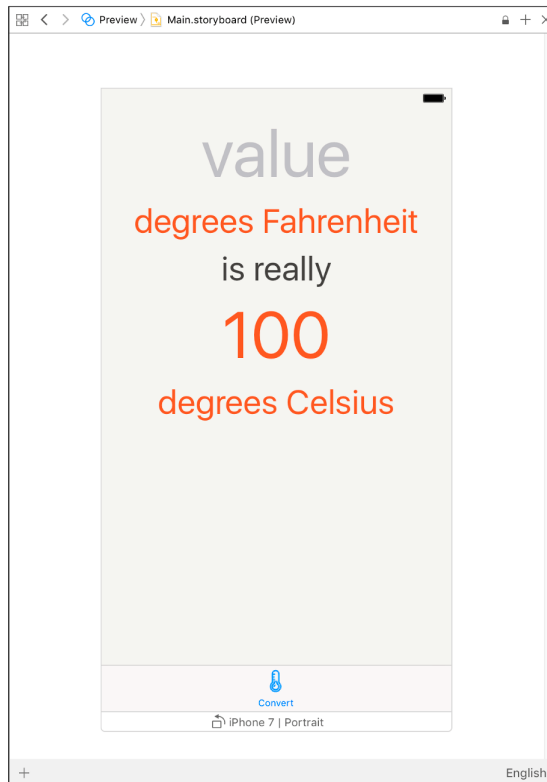 Preview Main.storyboard (Preview)
value
degrees Fahrenheit
is really
100
degrees Celsius
Convert
iPhone 7 | Portrait
English